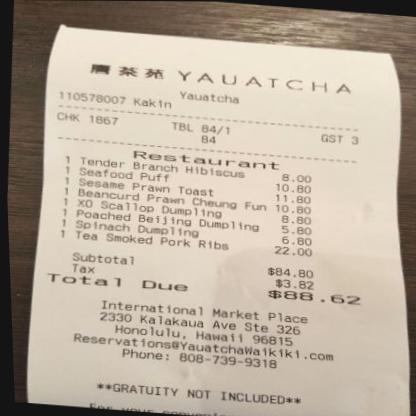 唐茶苑 YAUATCHA
Yauatcha
110578007 Kakin
CHK 1867 TBL 84/1 GST 3
84
Restaurant
1 Tender Branch Hibiscus 8.00
1 Seafood Puff 10.80
1 Sesame Prawn Toast 11.80
1 Beancurd Prawn Cheung Fun 10.80
1 XO Scallop Dumpling 8.80
1 Poached Beijing Dumpling 5.80
1 Spinach Dumpling 6.80
1 Tea Smoked Pork Ribs 22.00
Subtotal $84.80
Tax $3.82
Total Due $88.62
International Market Place
2330 Kalakaua Ave Ste 326
Honolulu, Hawaii 96815
Reservations@YauatchaWaikiki.com
Phone: 808-739-9318
**GRATUITY NOT INCLUDED**
For your